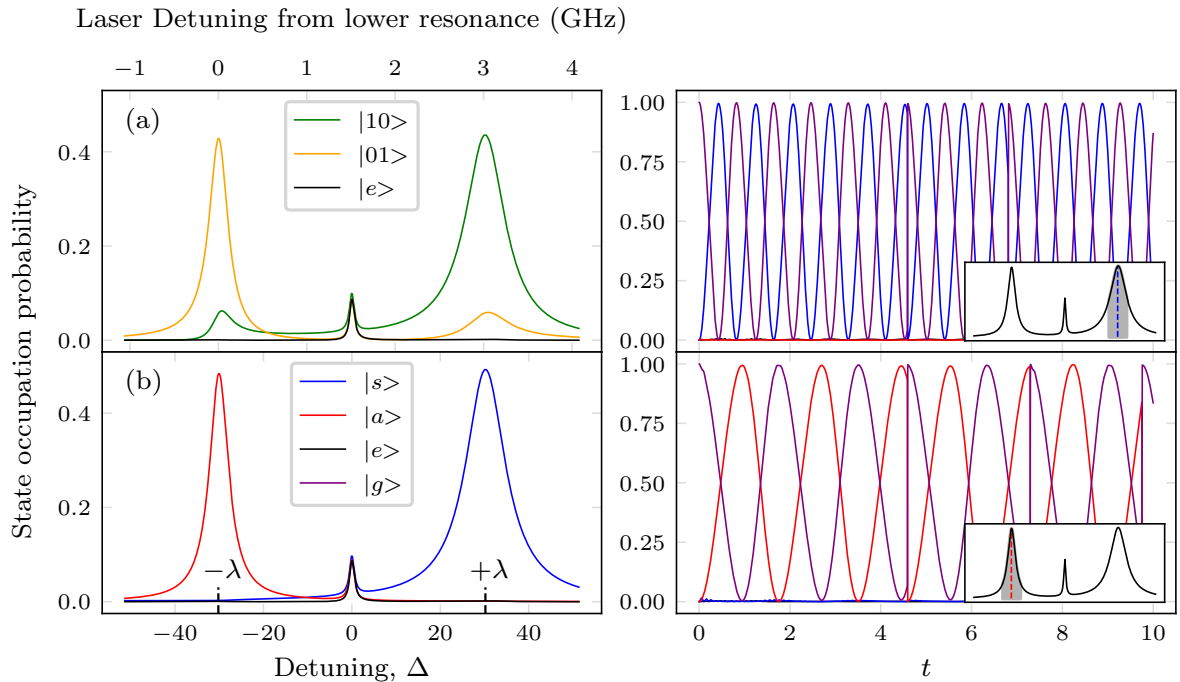 Laser Detuning from lower resonance (GHz)
−1 0 1 2 3 4
State occupation probability
(a)
|10>
|01>
|e>
0.4
0.2
0.0
(b)
|s>
|a>
|e>
|g>
−λ
+λ
0.4
0.2
0.0
−40 −20 0 20 40
Detuning, Δ
1.00
0.75
0.50
0.25
0.00
1.00
0.75
0.50
0.25
0.00
0 2 4 6 8 10
t